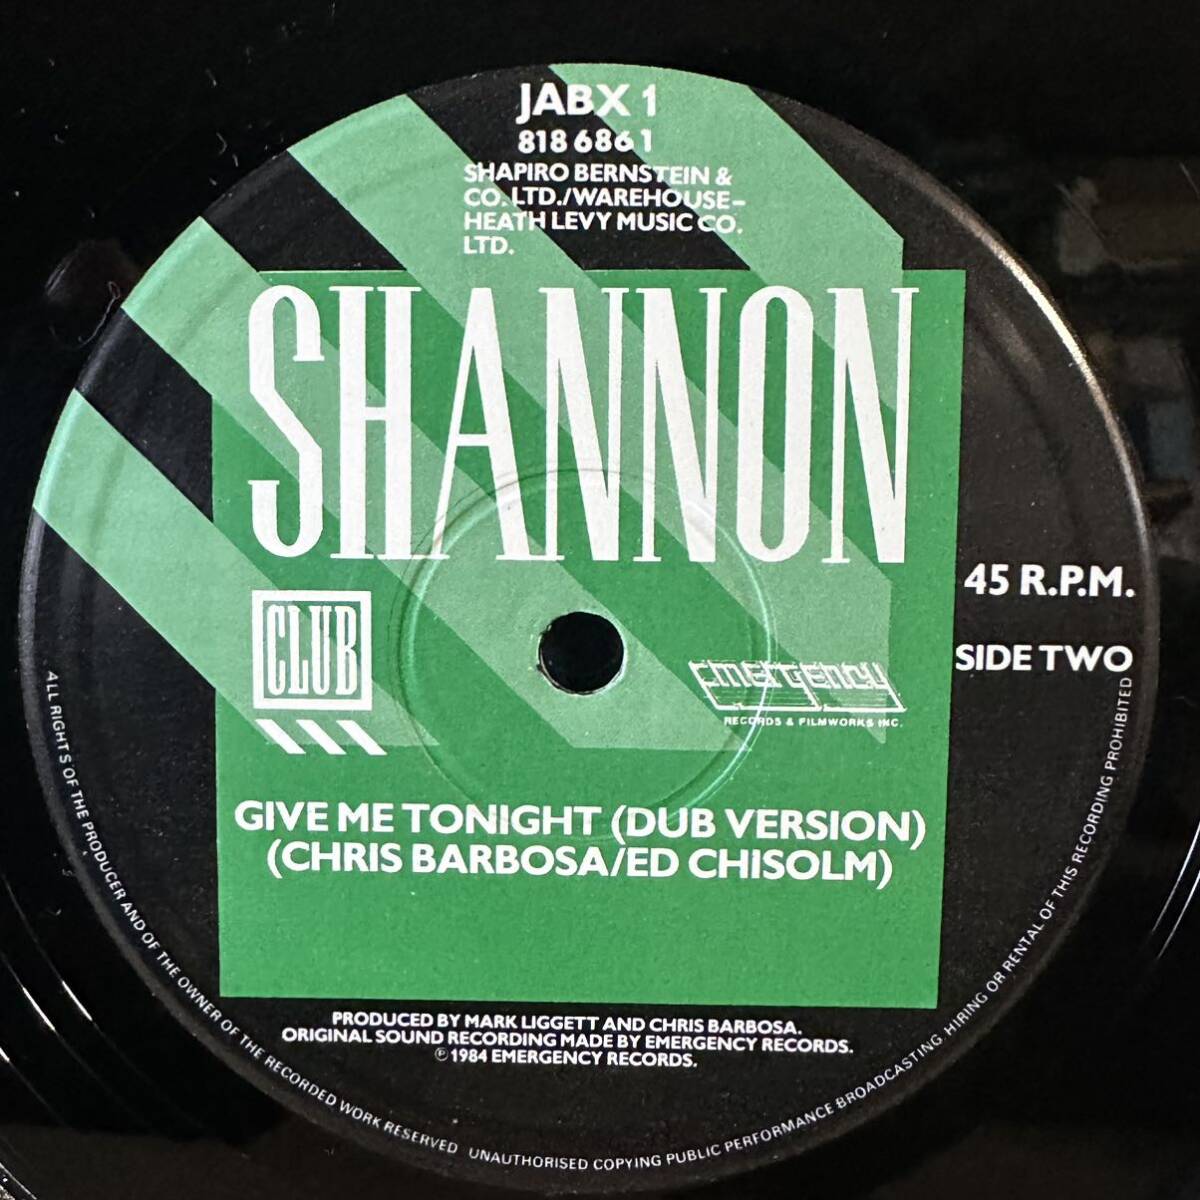 JABX 1
818 686 1
SHAPIRO BERNSTEIN &
CO. LTD./WAREHOUSE–
HEATH LEVY MUSIC CO.
LTD.
SHANNON
45 R.P.M.
CLUB
SIDE TWO
EMERGENCY
RECORDS & FILMWORKS INC.
GIVE ME TONIGHT (DUB VERSION)
(CHRIS BARBOSA/ED CHISOLM)
PRODUCED BY MARK LIGGETT AND CHRIS BARBOSA.
ORIGINAL SOUND RECORDING MADE BY EMERGENCY RECORDS.
℗ 1984 EMERGENCY RECORDS.
ALL RIGHTS OF THE PRODUCER AND OF THE OWNER OF THE RECORDED WORK RESERVED UNAUTHORISED COPYING PUBLIC PERFORMANCE BROADCASTING, HIRING OR RENTAL OF THIS RECORDING PROHIBITED